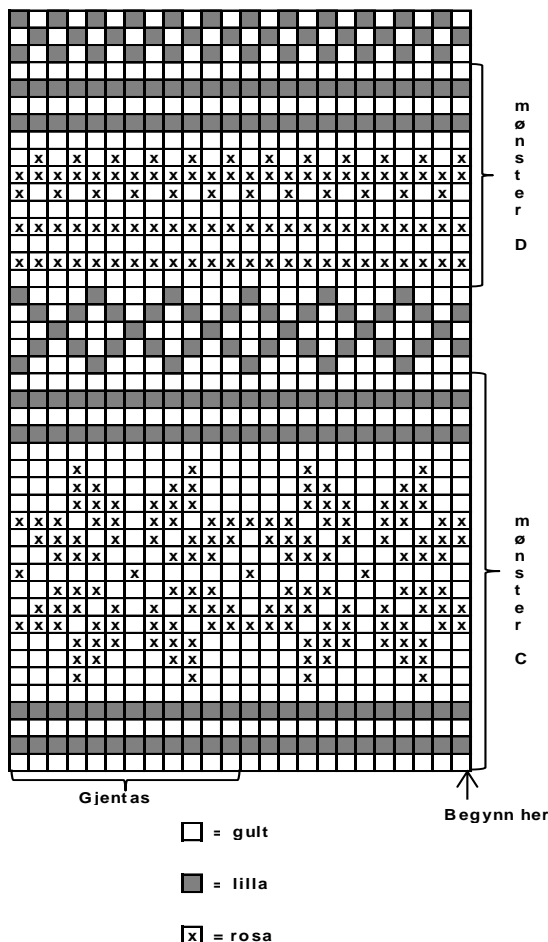 mønster D
mønster C
Gjentas
Begynn her
= gult
= lilla
x = rosa